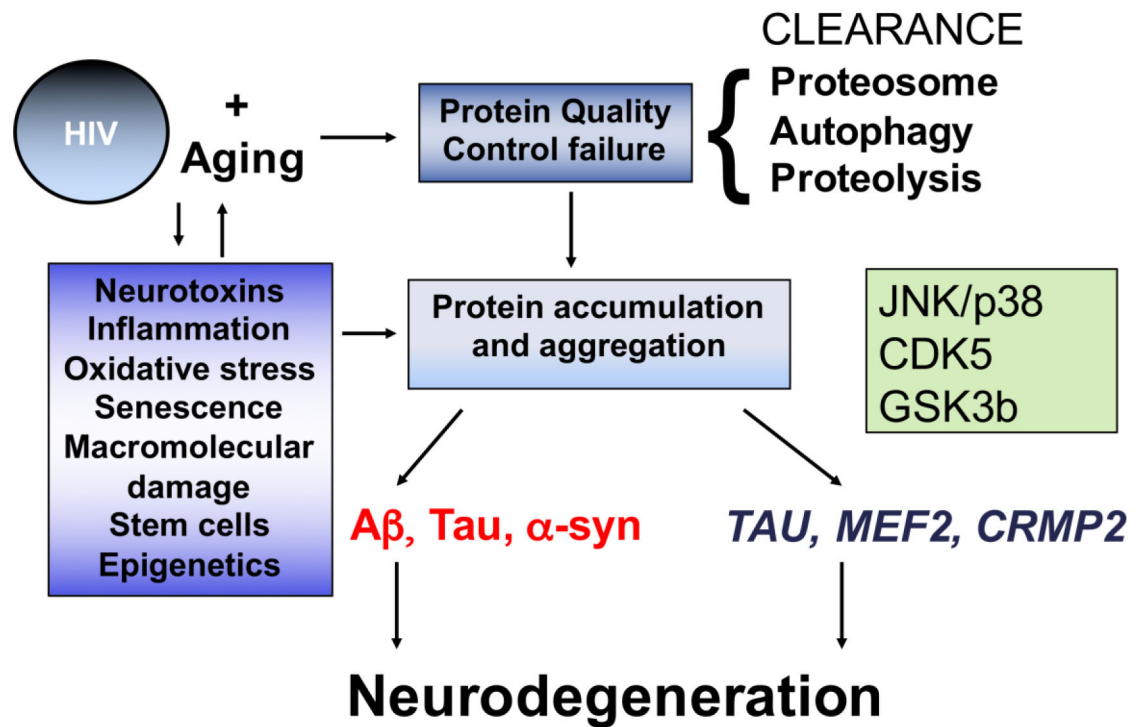 CLEARANCE
HIV
+
Aging
Protein Quality
Control failure
{
Proteosome
Autophagy
Proteolysis
Neurotoxins
Inflammation
Oxidative stress
Senescence
Macromolecular
damage
Stem cells
Epigenetics
Protein accumulation
and aggregation
JNK/p38
CDK5
GSK3b
Aβ, Tau, α-syn
TAU, MEF2, CRMP2
Neurodegeneration